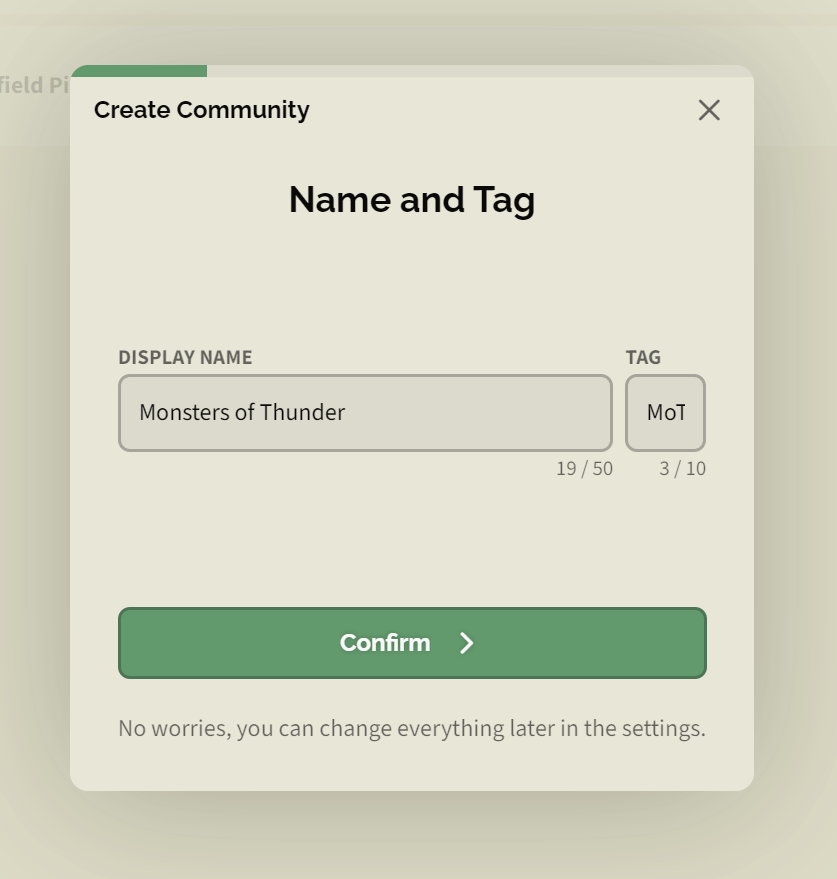 field Pi
Create Community
Name and Tag
DISPLAY NAME TAG
Monsters of Thunder MoT
19 / 50 3 / 10
Confirm
No worries, you can change everything later in the settings.